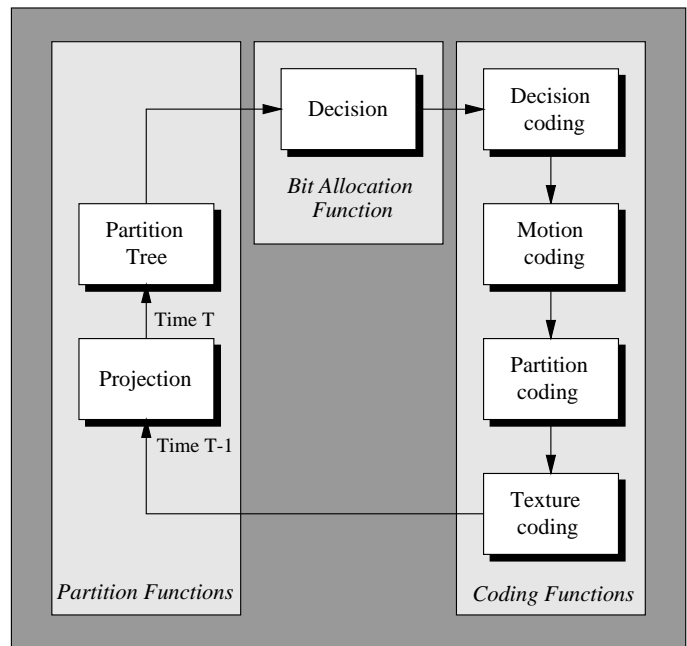 Partition
Tree
Time T
Projection
Time T-1
Partition Functions
Decision
Bit Allocation
Function
Decision
coding
Motion
coding
Partition
coding
Texture
coding
Coding Functions